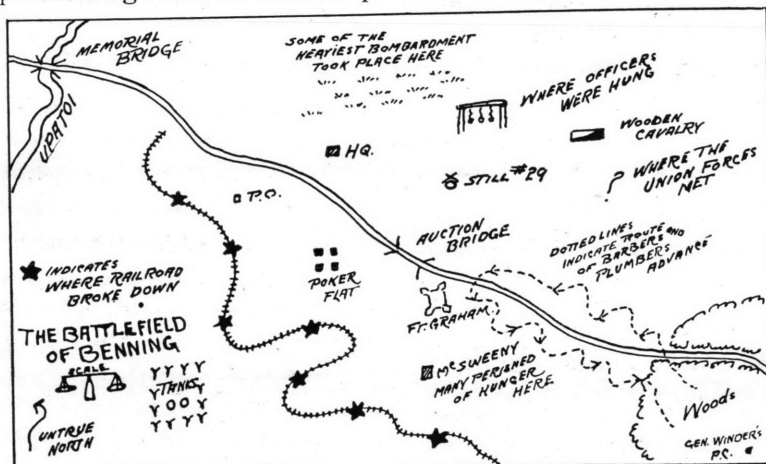 MEMORIAL
BRIDGE
UPATOI
SOME OF THE
HEAVIEST BOMBARDMENT
TOOK PLACE HERE
WHERE OFFICERS
WERE HUNG
WOODEN
CAVALRY
HQ.
STILL #29
WHERE THE
UNION FORCES
MET
P.O.
AUCTION
BRIDGE
DOTTED LINES
INDICATE ROUTE AND
OF BARBERS
PLUMBERS
ADVANCE
INDICATES
WHERE RAILROAD
BROKE DOWN
POKER
FLAT
FT. GRAHAM
THE BATTLEFIELD
OF BENNING
SCALE
TANKS
UNTRUE
NORTH
McSWEENY
MANY PERISHED
OF HUNGER
HERE
Woods
GEN. WINDER'S
P.C.